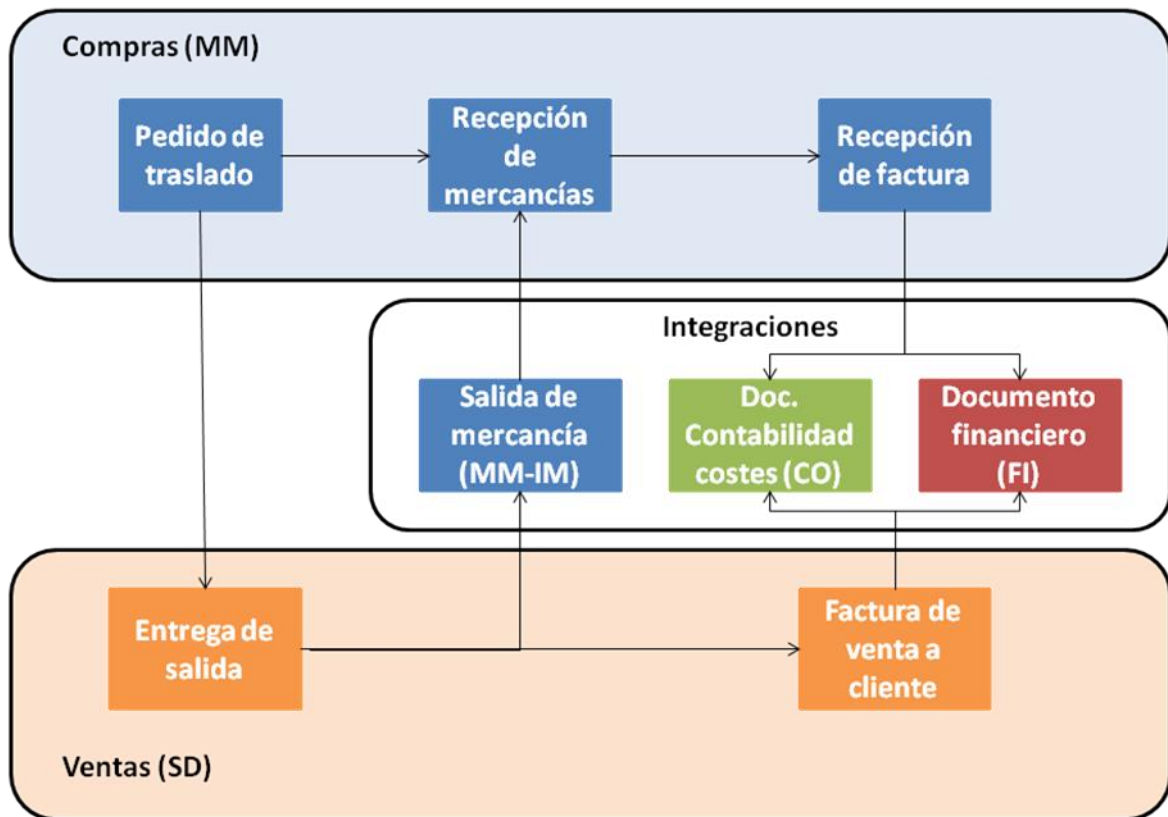 Compras (MM)
Pedido de
traslado
Recepción
de
mercancías
Recepción
de factura
Integraciones
Salida de
mercancía
(MM-IM)
Doc.
Contabilidad
costes (CO)
Documento
financiero
(FI)
Entrega de
salida
Factura de
venta a
cliente
Ventas (SD)